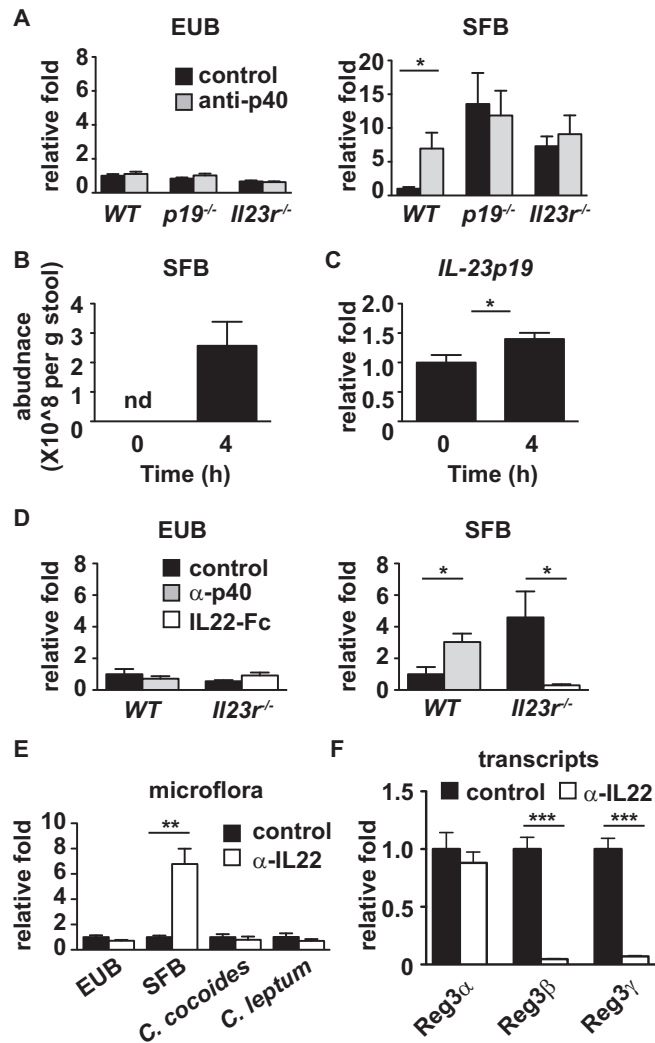 A
EUB
SFB
relative fold
8
6
4
2
0
control
anti-p40
WT
p19-/-
Il23r-/-
relative fold
20
15
10
5
0
*
WT
p19-/-
Il23r-/-
B
SFB
abudnace
(X10^8 per g stool)
4
3
2
1
0
nd
0
4
Time (h)
C
IL-23p19
relative fold
2.0
1.5
1.0
0.5
0
*
0
4
Time (h)
D
EUB
SFB
relative fold
8
6
4
2
0
control
α-p40
IL22-Fc
WT
Il23r-/-
relative fold
8
6
4
2
0
*
*
WT
Il23r-/-
E
microflora
relative fold
10
8
6
4
2
0
**
control
α-IL22
EUB
SFB
C. cocoides
C. leptum
F
transcripts
control
α-IL22
relative fold
1.5
1.0
0.5
0
***
***
Reg3α
Reg3β
Reg3γ